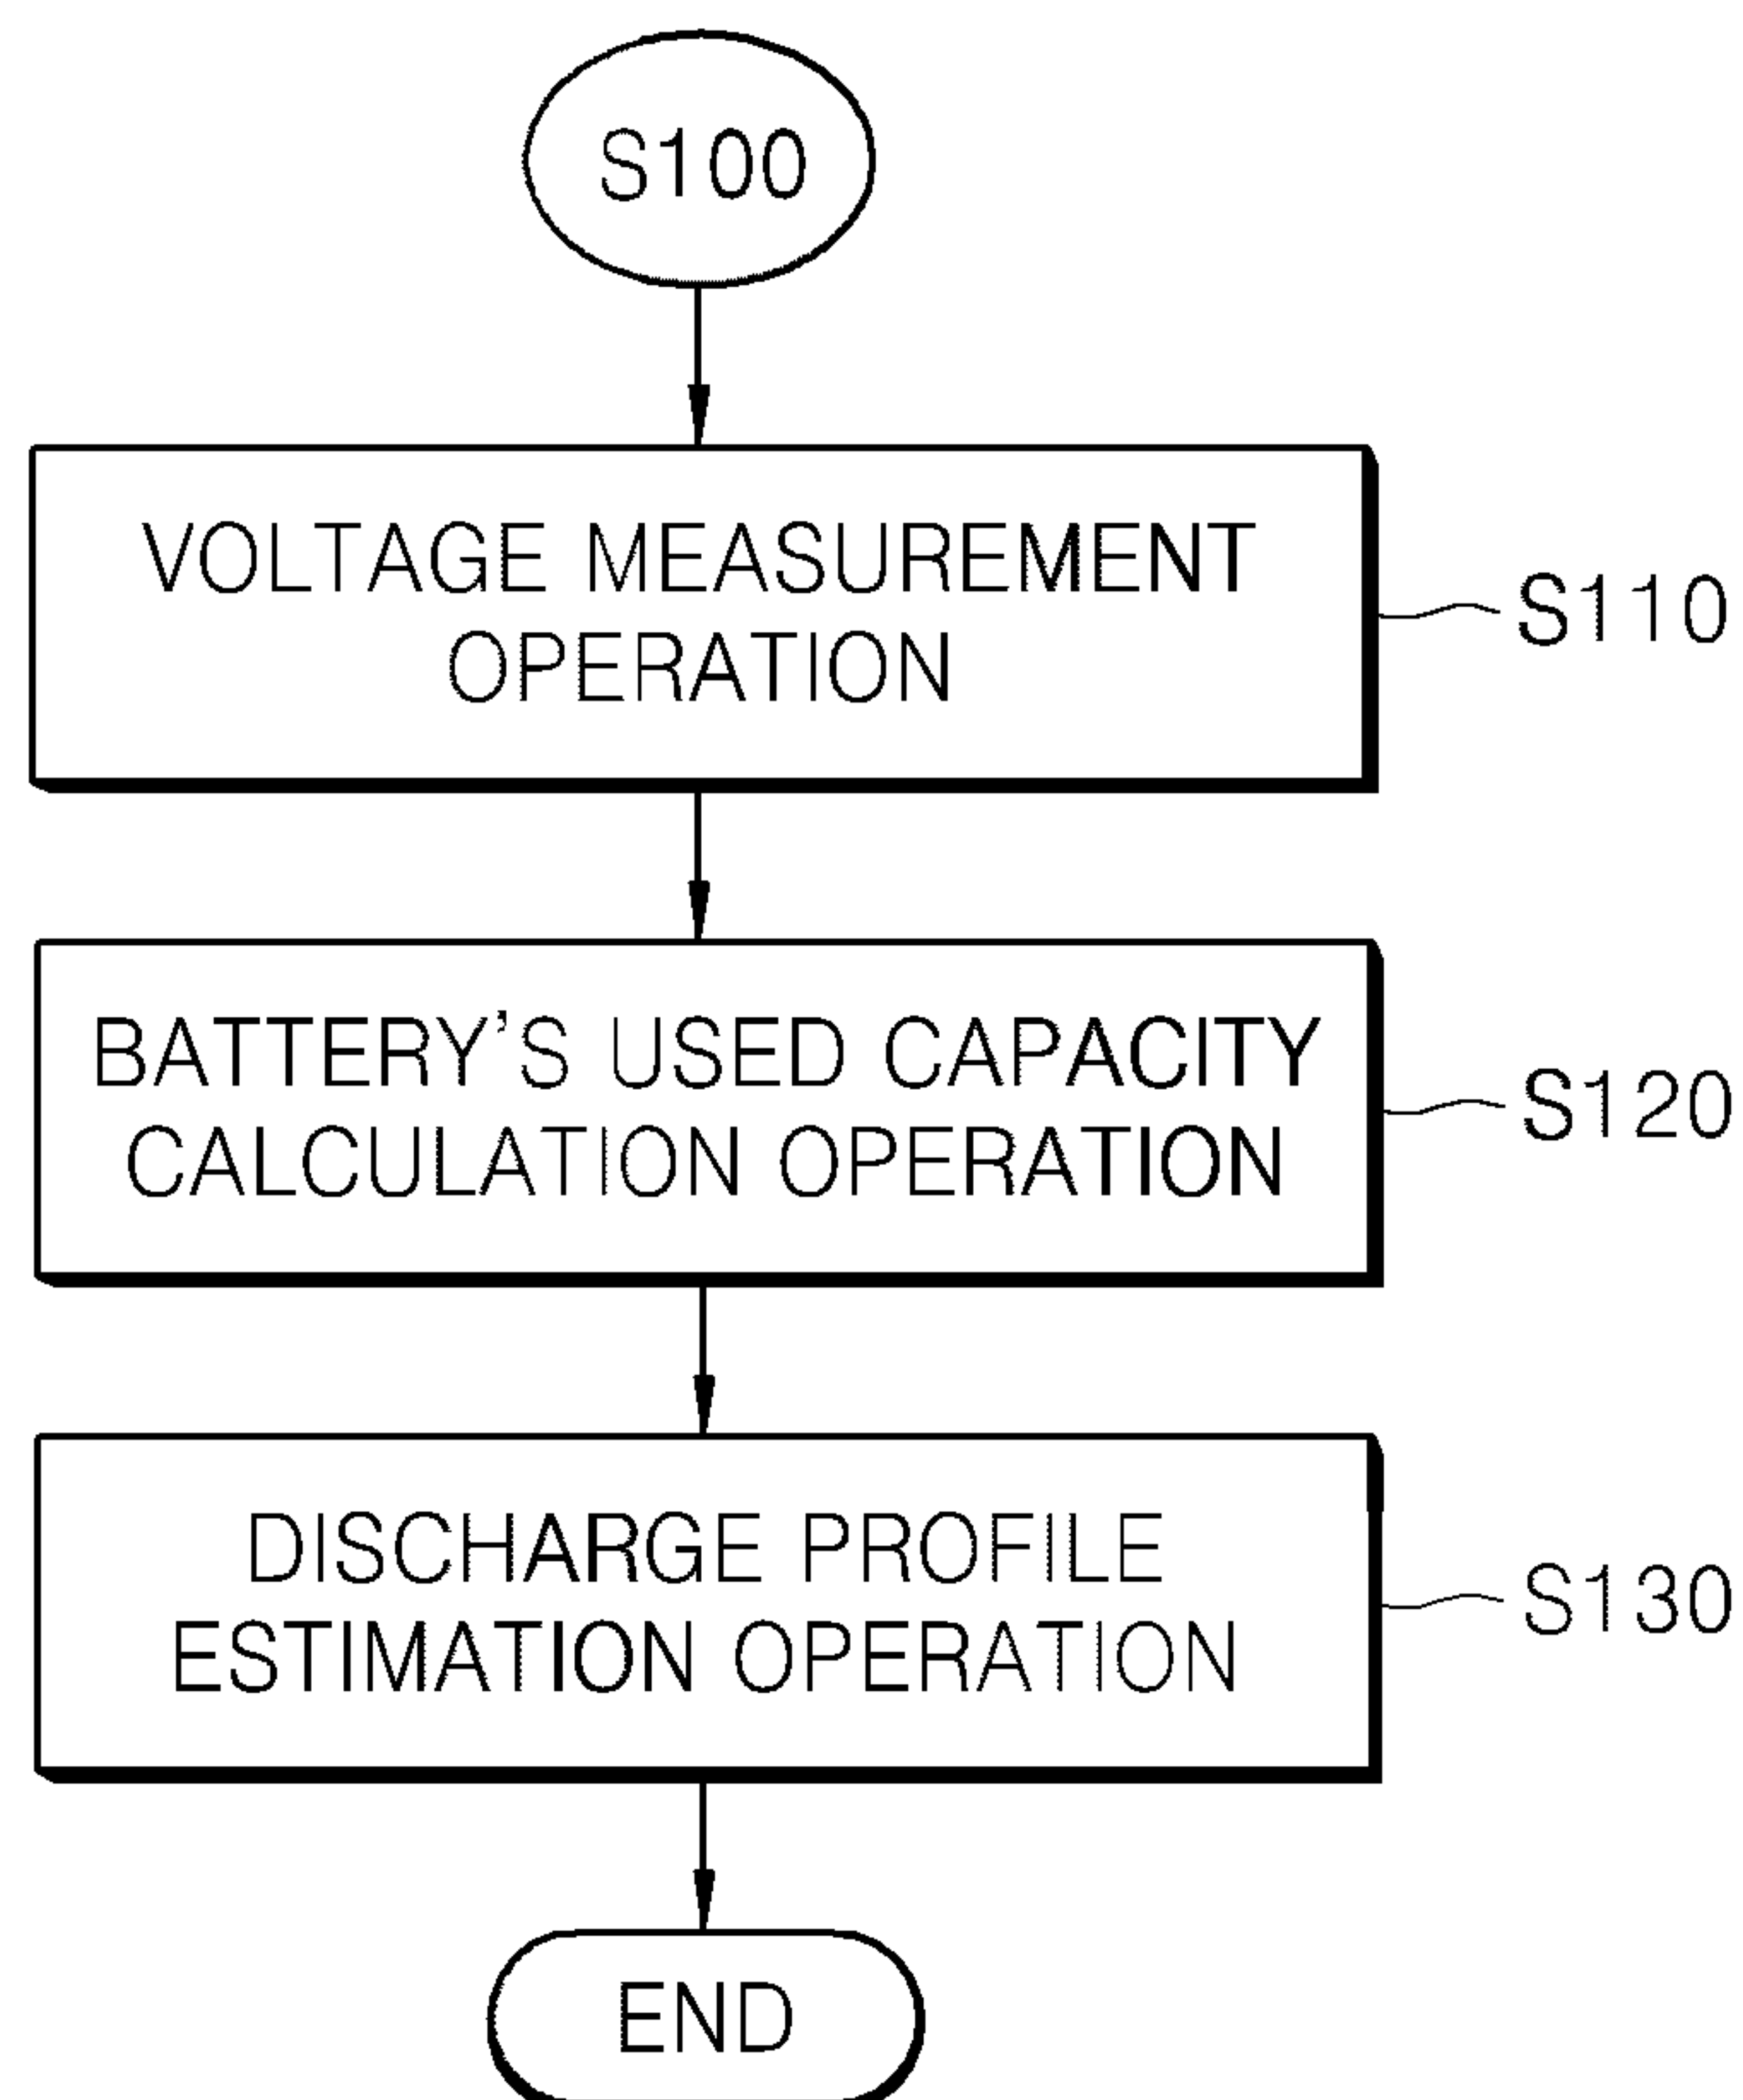 S100
VOLTAGE MEASUREMENT
OPERATION
S110
BATTERY'S USED CAPACITY
CALCULATION OPERATION
S120
DISCHARGE PROFILE
ESTIMATION OPERATION
S130
END